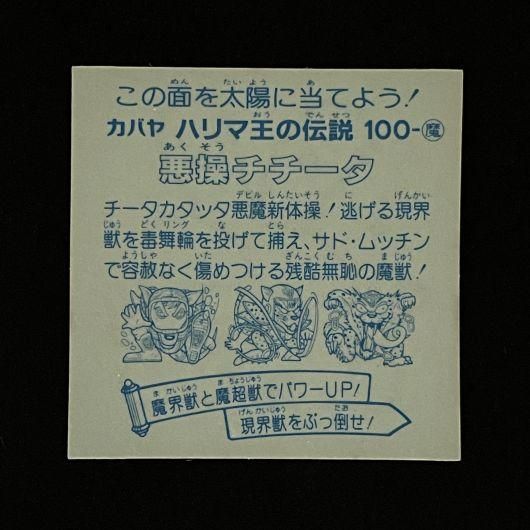 この面を太陽に当てよう!
カバヤ ハリマ王の伝説 100-魔
悪操チチータ
チータカタッタ悪魔新体操!逃げる現界
獣を毒舞輪を投げて捕え、サド・ムッチン
で容赦なく傷めつける残酷無恥の魔獣!
魔界獣と魔超獣でパワーUP!
現界獣をぶっ倒せ!